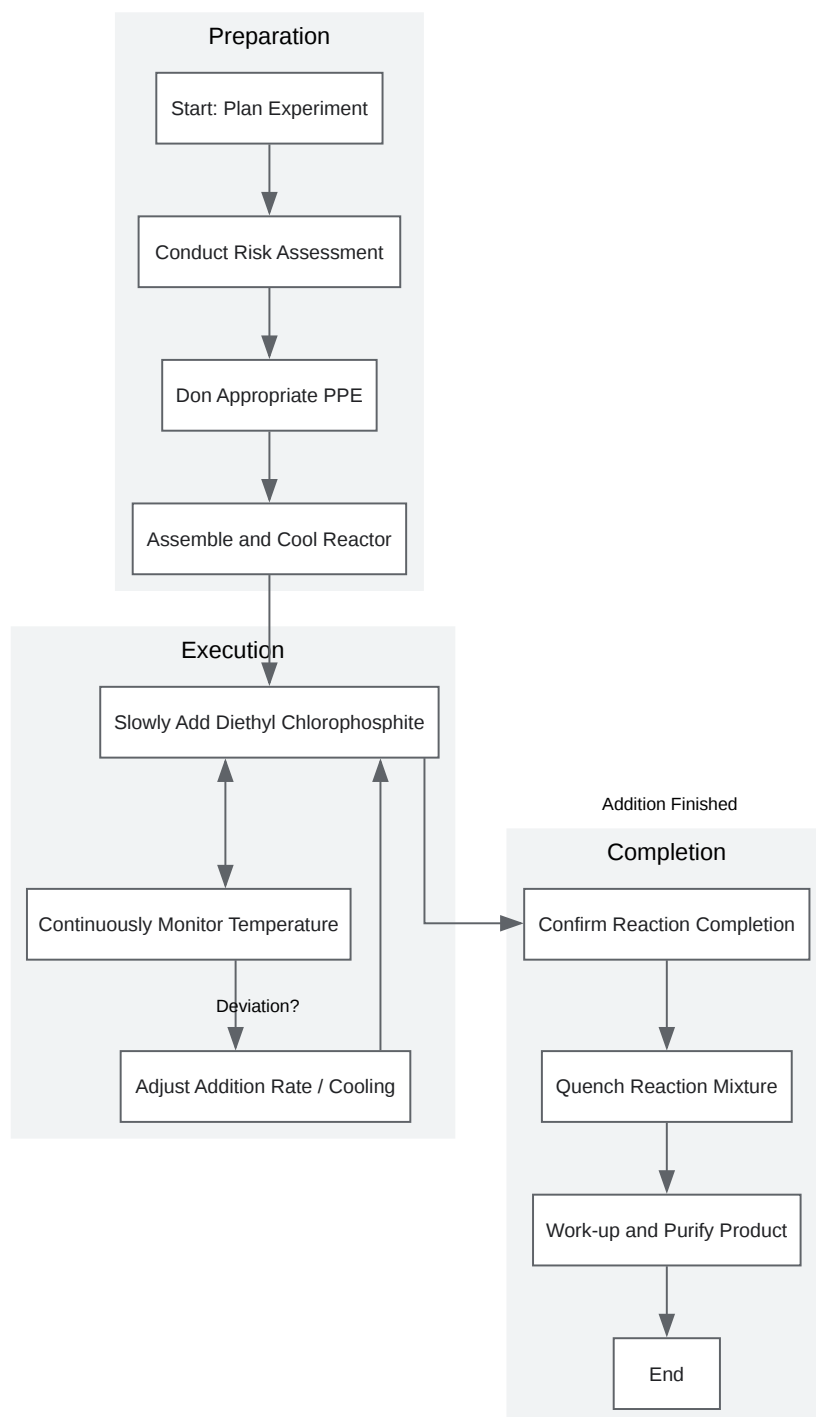 Preparation
Start: Plan Experiment
Conduct Risk Assessment
Don Appropriate PPE
Assemble and Cool Reactor
Execution
Slowly Add Diethyl Chlorophosphite
Continuously Monitor Temperature
Deviation?
Adjust Addition Rate / Cooling
Addition Finished
Completion
Confirm Reaction Completion
Quench Reaction Mixture
Work-up and Purify Product
End